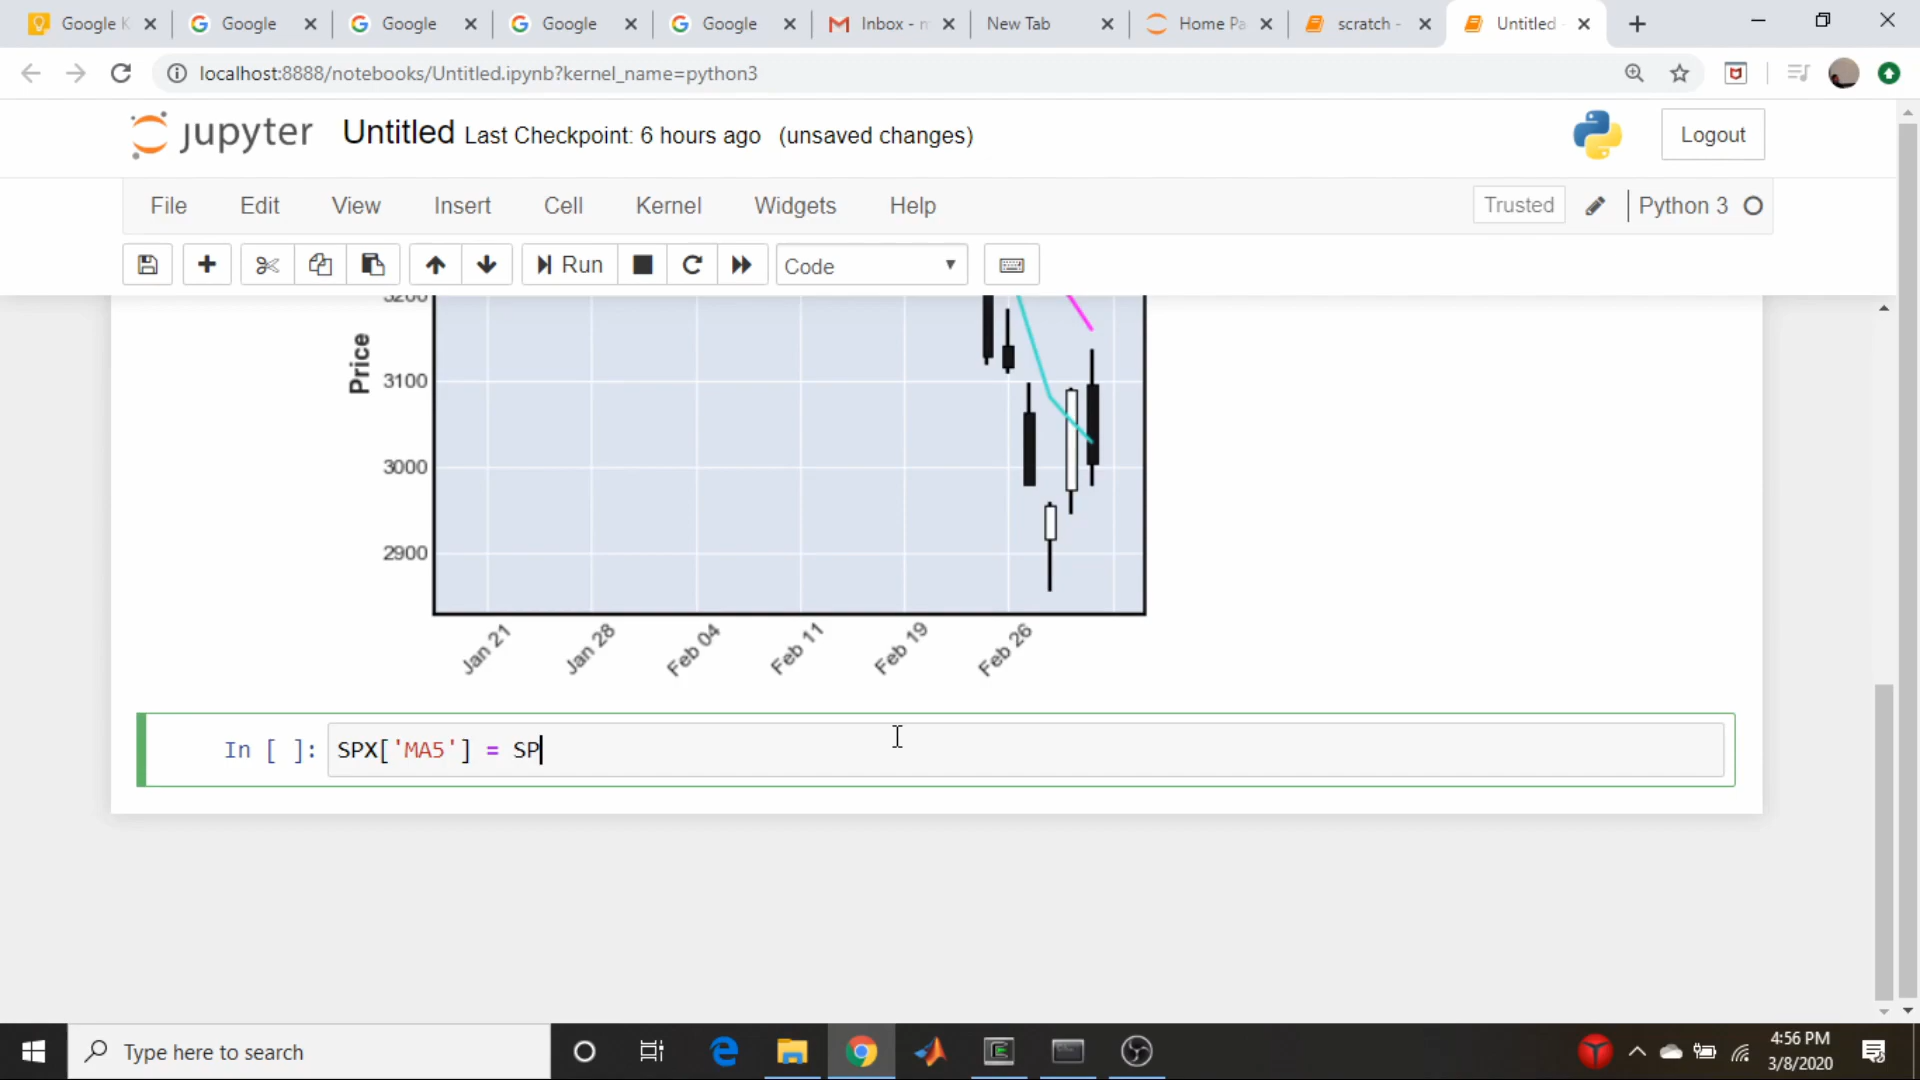 Google K
Google
Google
Google
Google
Inbox - m
New Tab
Home Pa
scratch -
Untitled -
localhost:8888/notebooks/Untitled.ipynb?kernel_name=python3
jupyter
Untitled Last Checkpoint: 6 hours ago (unsaved changes)
Logout
File Edit View Insert Cell Kernel Widgets Help
Trusted
Python 3
Run
Code
3200
Price
3100
3000
2900
Jan 21
Jan 28
Feb 04
Feb 11
Feb 19
Feb 26
In [ ]: SPX['MA5'] = SP
Type here to search
4:56 PM
3/8/2020